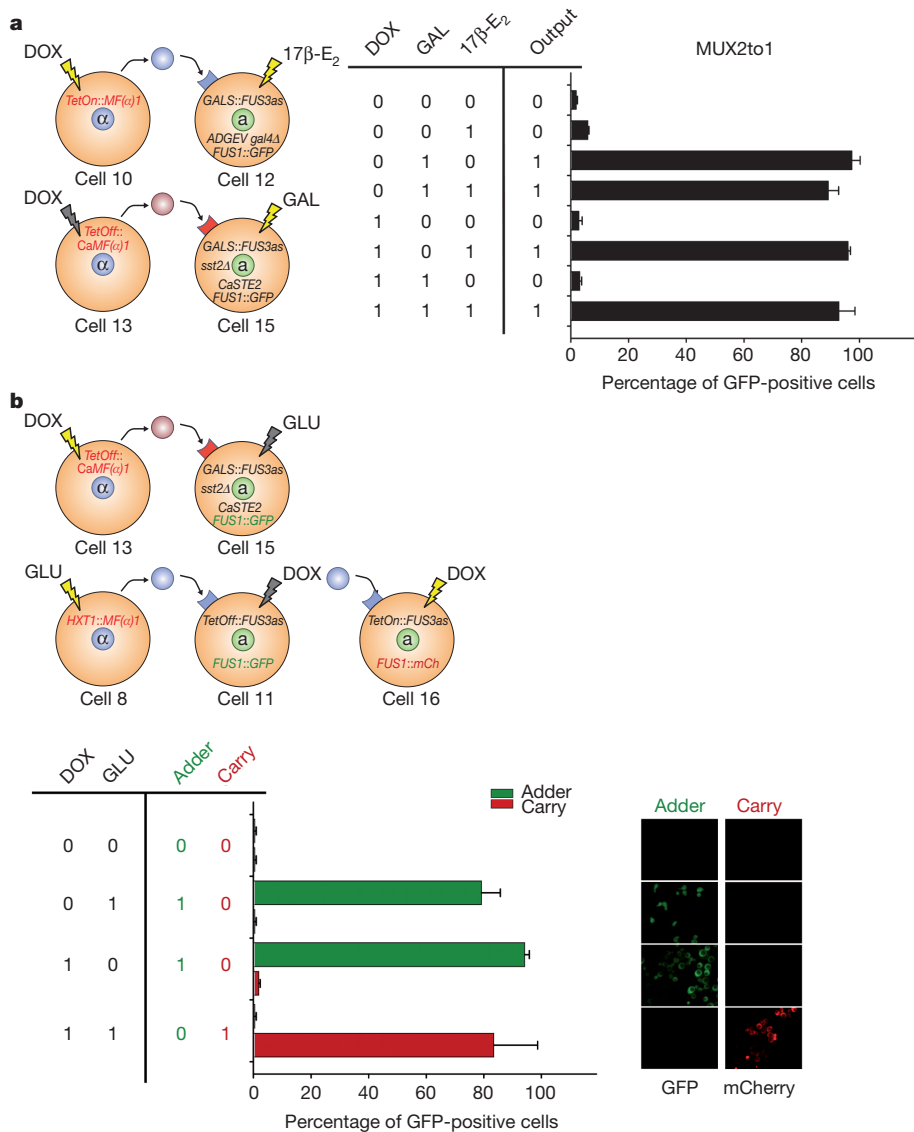 a
DOX
17β-E2
TetOn::MF(α)1
α
GALS::FUS3as
a
ADGEV gal4Δ
FUS1::GFP
Cell 10
Cell 12
DOX
GAL
TetOff::
CaMF(α)1
α
GALS::FUS3as
sst2Δ a
CaSTE2
FUS1::GFP
Cell 13
Cell 15
DOX GAL 17β-E2 Output
MUX2to1
0 0 0 0
0 0 1 0
0 1 0 1
0 1 1 1
1 0 0 0
1 0 1 1
1 1 0 0
1 1 1 1
0 20 40 60 80 100
Percentage of GFP-positive cells
b
DOX
GLU
TetOff::
CaMF(α)1
α
GALS::FUS3as
sst2Δ a
CaSTE2
FUS1::GFP
Cell 13
Cell 15
GLU
DOX
DOX
HXT1::MF(α)1
α
TetOff::FUS3as
a
FUS1::GFP
TetOn::FUS3as
a
FUS1::mCh
Cell 8
Cell 11
Cell 16
DOX GLU Adder Carry
Adder
Carry
0 0 0 0
0 1 1 0
1 0 1 0
1 1 0 1
0 20 40 60 80 100
Percentage of GFP-positive cells
Adder Carry
GFP mCherry